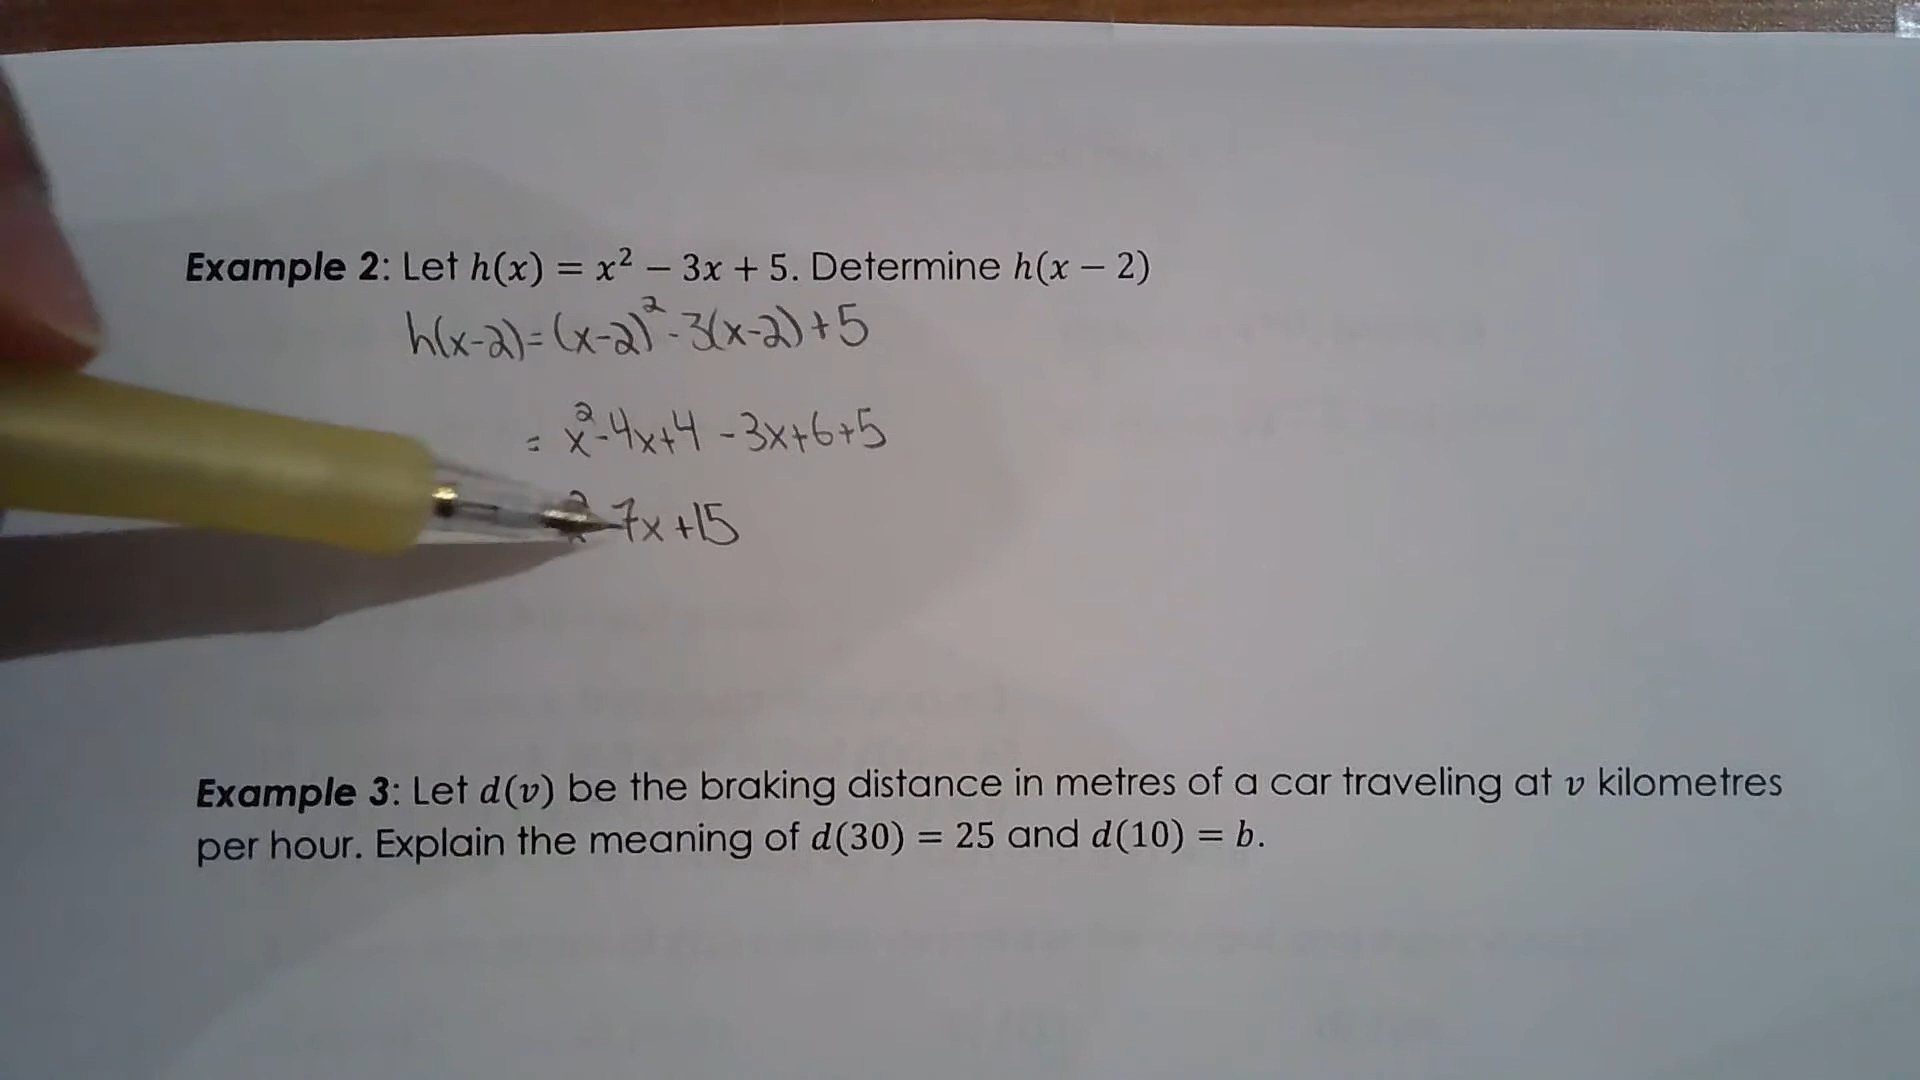 Example 2: Let h(x) = x² − 3x + 5. Determine h(x − 2)
h(x-2)=(x-2)²-3(x-2)+5
= x²-4x+4 -3x+6+5
² 7x +15
Example 3: Let d(v) be the braking distance in metres of a car traveling at v kilometres
per hour. Explain the meaning of d(30) = 25 and d(10) = b.